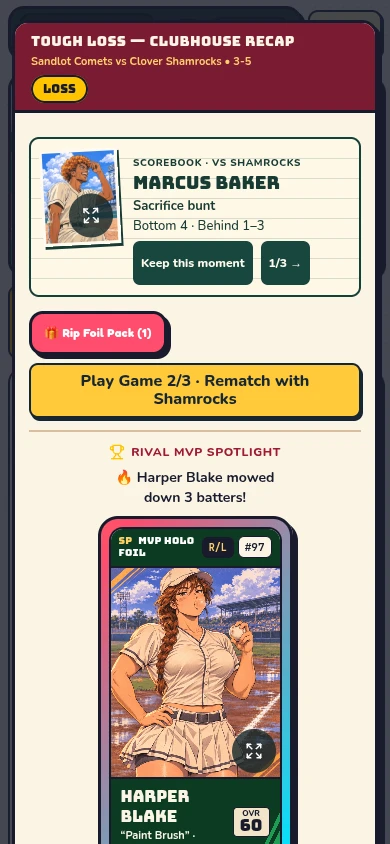 TOUGH LOSS — CLUBHOUSE RECAP
Sandlot Comets vs Clover Shamrocks • 3-5
LOSS
SCOREBOOK · VS SHAMROCKS
MARCUS BAKER
Sacrifice bunt
Bottom 4 · Behind 1–3
Keep this moment
1/3 →
🎁 Rip Foil Pack (1)
Play Game 2/3 · Rematch with
Shamrocks
🏆 RIVAL MVP SPOTLIGHT
🔥 Harper Blake mowed
down 3 batters!
SP MVP HOLO
FOIL
R/L
#97
HARPER
BLAKE
"Paint Brush" ·
OVR
60